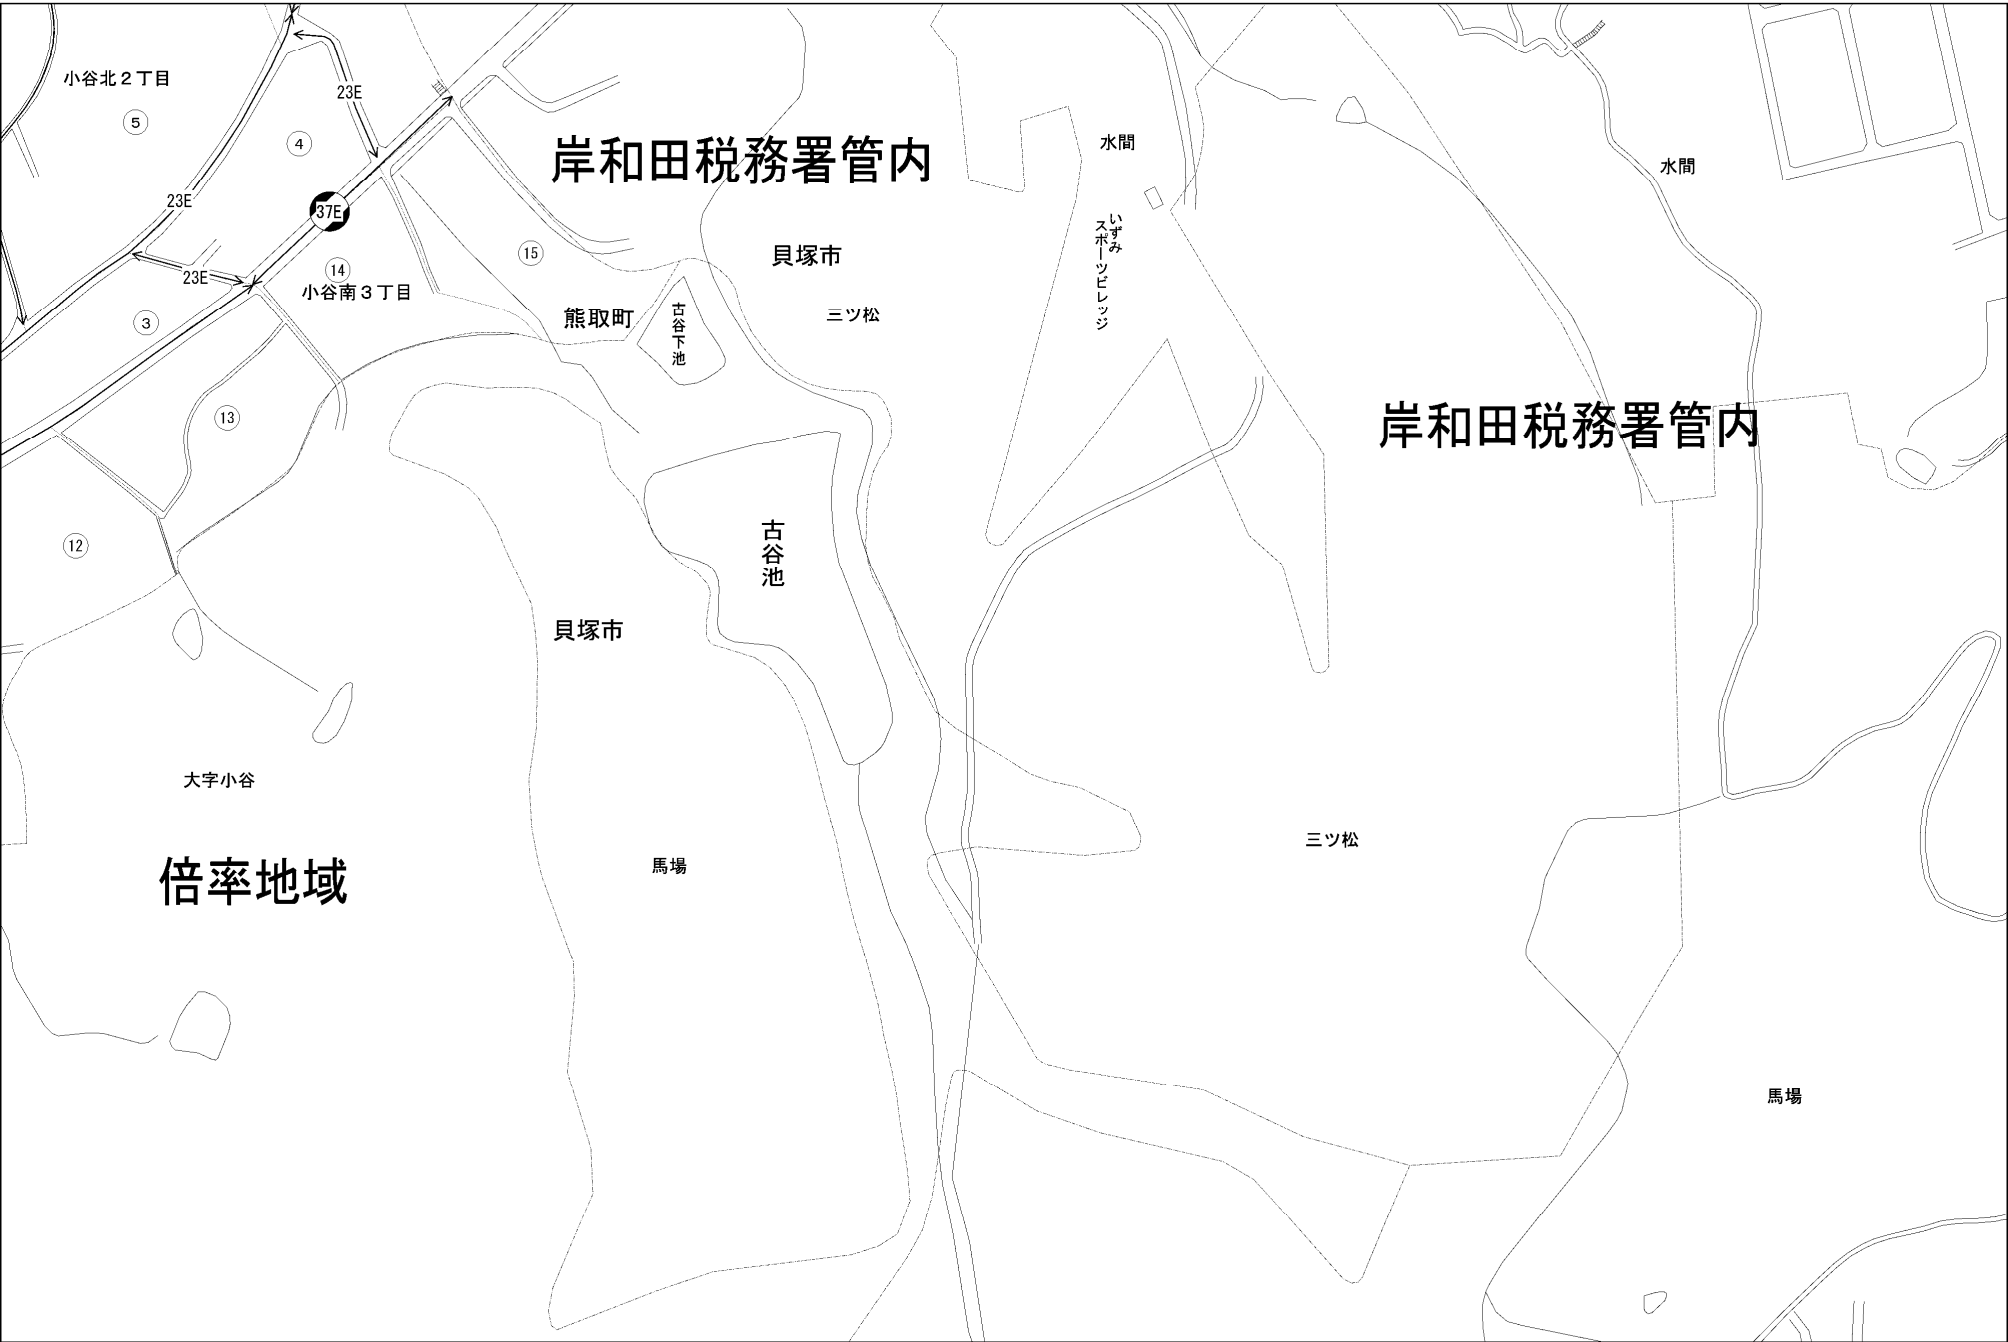 小谷北２丁目
5
4
23E
23E
37E
23E
3
14
小谷南３丁目
15
13
12
岸和田税務署管内
貝塚市
三ツ松
熊取町
古谷下池
水間
いずみ
スポーツビレッジ
水間
岸和田税務署管内
古谷池
貝塚市
大字小谷
倍率地域
馬場
三ツ松
馬場